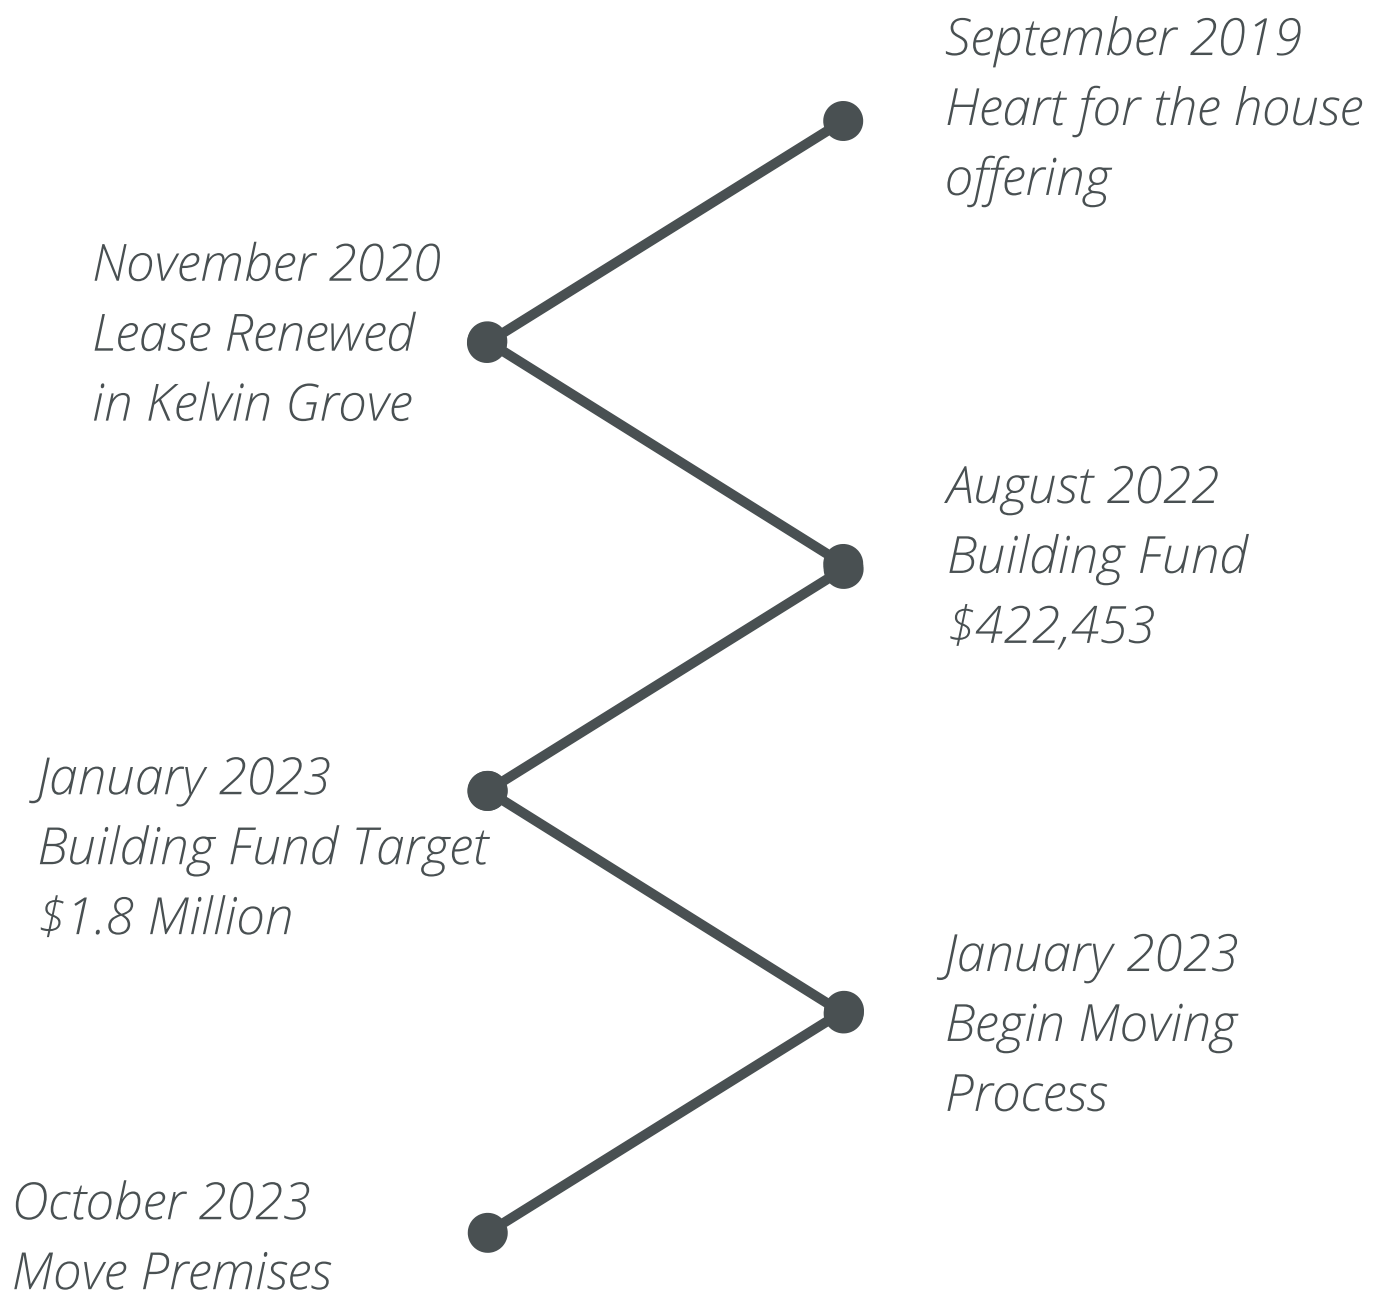 September 2019
Heart for the house
offering
November 2020
Lease Renewed
in Kelvin Grove
August 2022
Building Fund
$422,453
January 2023
Building Fund Target
$1.8 Million
January 2023
Begin Moving
Process
October 2023
Move Premises